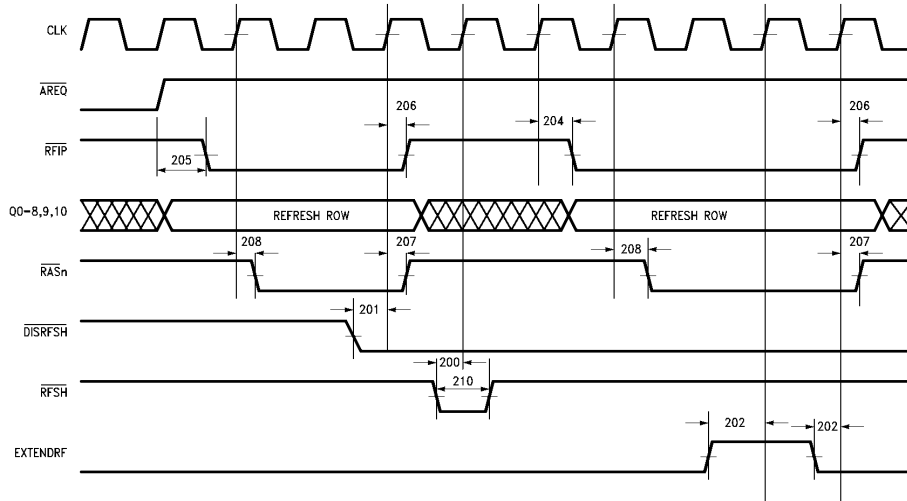 CLK
AREQ
206
204
206
RFIP
205
Q0-8,9,10
REFRESH ROW
REFRESH ROW
208
207
208
207
RASn
201
DISRFSH
200
210
RFSH
202
202
EXTENDRF